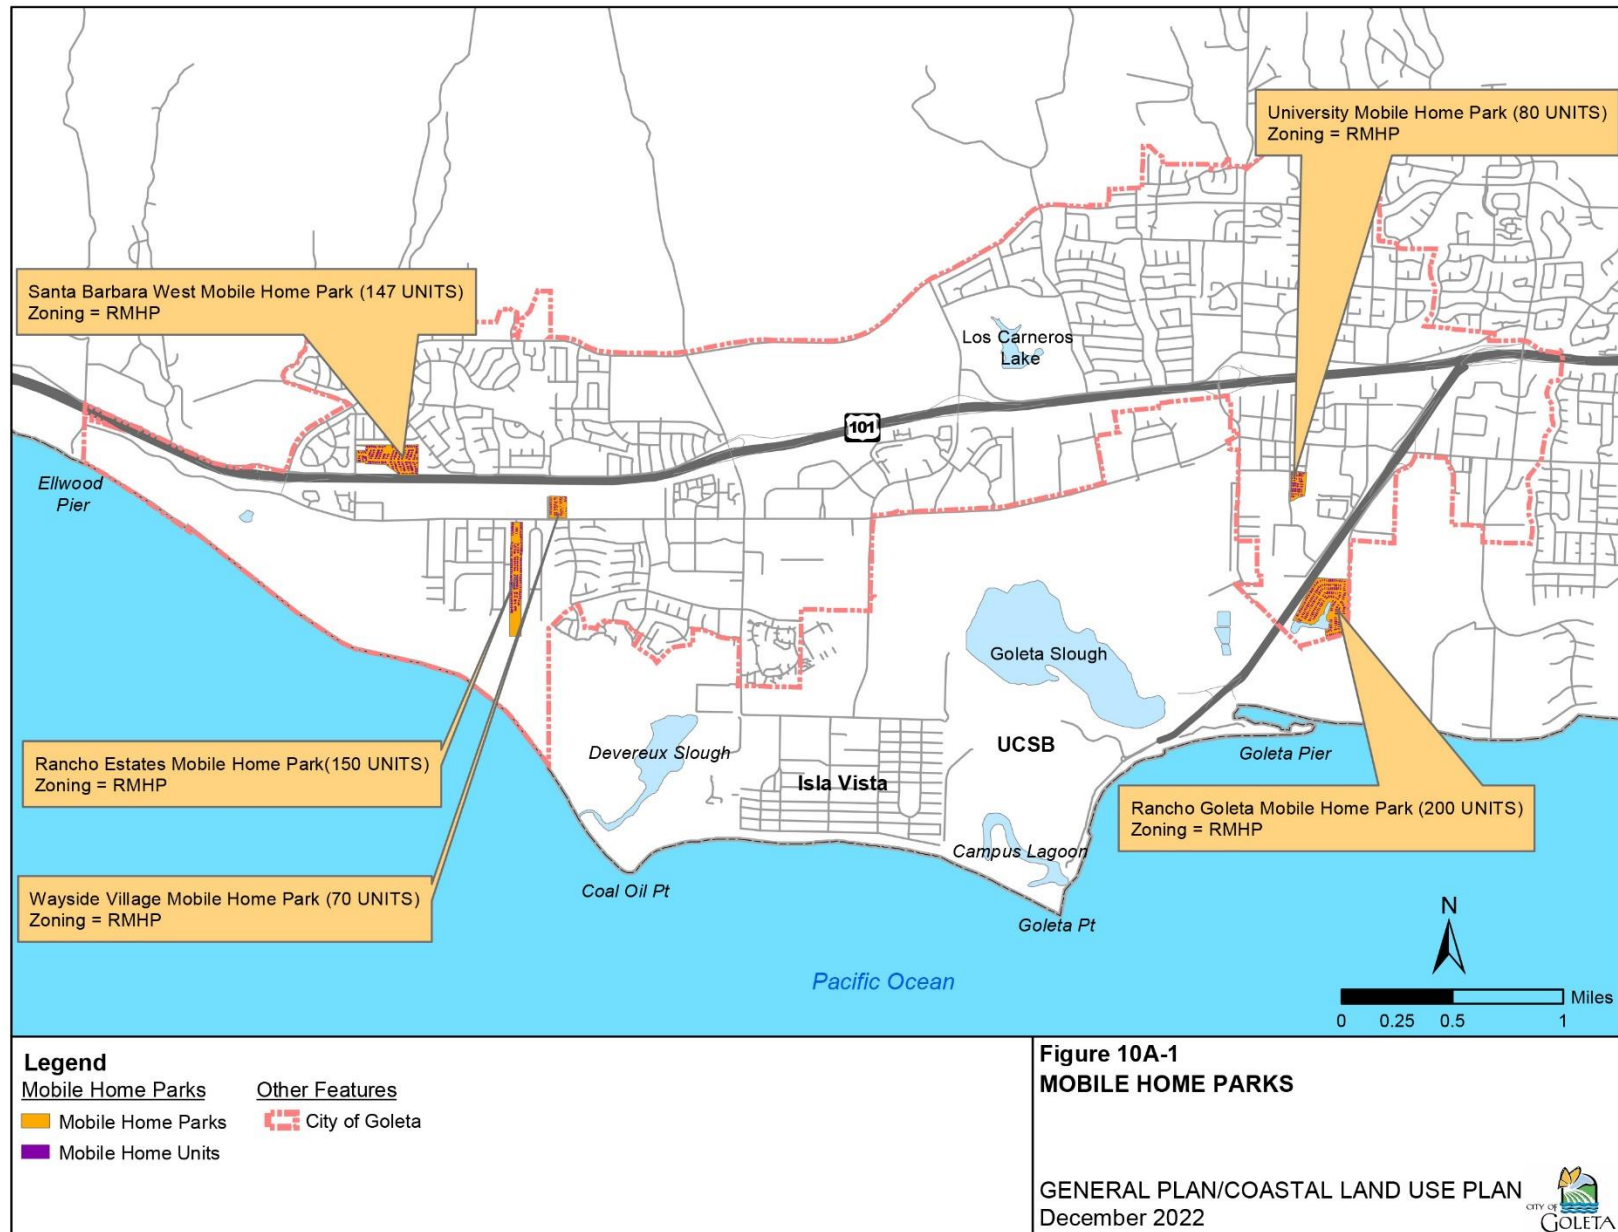 University Mobile Home Park (80 UNITS)
Zoning = RMHP
Santa Barbara West Mobile Home Park (147 UNITS)
Zoning = RMHP
Los Carneros
Lake
101
Ellwood
Pier
Goleta Slough
Devereux Slough
UCSB
Goleta Pier
Isla Vista
Rancho Estates Mobile Home Park(150 UNITS)
Zoning = RMHP
Rancho Goleta Mobile Home Park (200 UNITS)
Zoning = RMHP
Campus Lagoon
Coal Oil Pt
Wayside Village Mobile Home Park (70 UNITS)
Zoning = RMHP
Goleta Pt
N
Pacific Ocean
Miles
0 0.25 0.5 1
Legend
Mobile Home Parks
Mobile Home Parks
Mobile Home Units
Other Features
City of Goleta
Figure 10A-1
MOBILE HOME PARKS
GENERAL PLAN/COASTAL LAND USE PLAN
December 2022
CITY OF
GOLETA